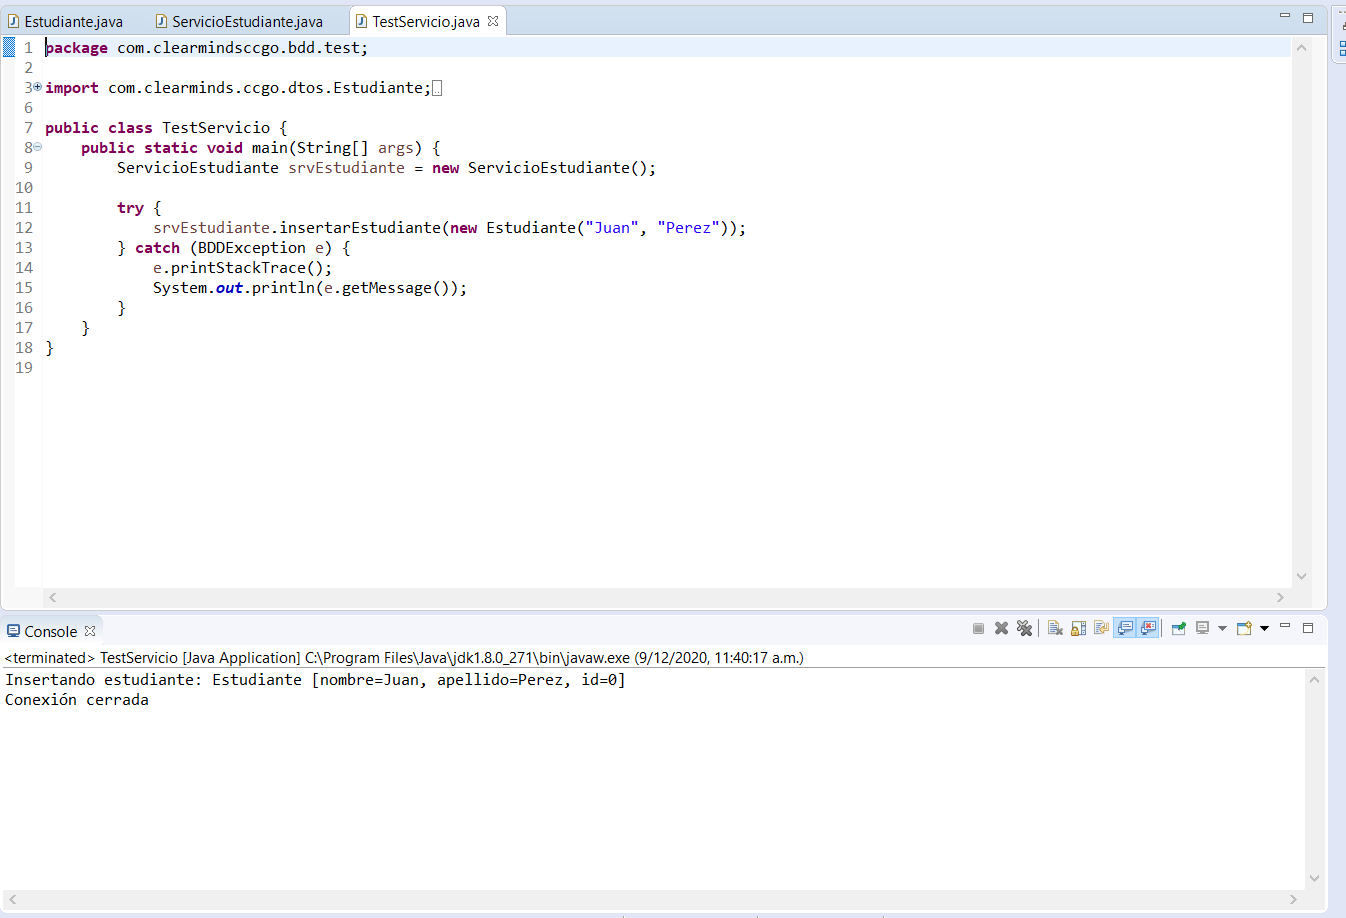 Estudiante.java ServicioEstudiante.java TestServicio.java
1 package com.clearmindsccgo.bdd.test;
2
3 import com.clearminds.ccgo.dtos.Estudiante;
6
7 public class TestServicio {
8 public static void main(String[] args) {
9 ServicioEstudiante srvEstudiante = new ServicioEstudiante();
10
11 try {
12 srvEstudiante.insertarEstudiante(new Estudiante("Juan", "Perez"));
13 } catch (BDDException e) {
14 e.printStackTrace();
15 System.out.println(e.getMessage());
16 }
17 }
18 }
19
Console
<terminated> TestServicio [Java Application] C:\Program Files\Java\jdk1.8.0_271\bin\javaw.exe (9/12/2020, 11:40:17 a.m.)
Insertando estudiante: Estudiante [nombre=Juan, apellido=Perez, id=0]
Conexión cerrada